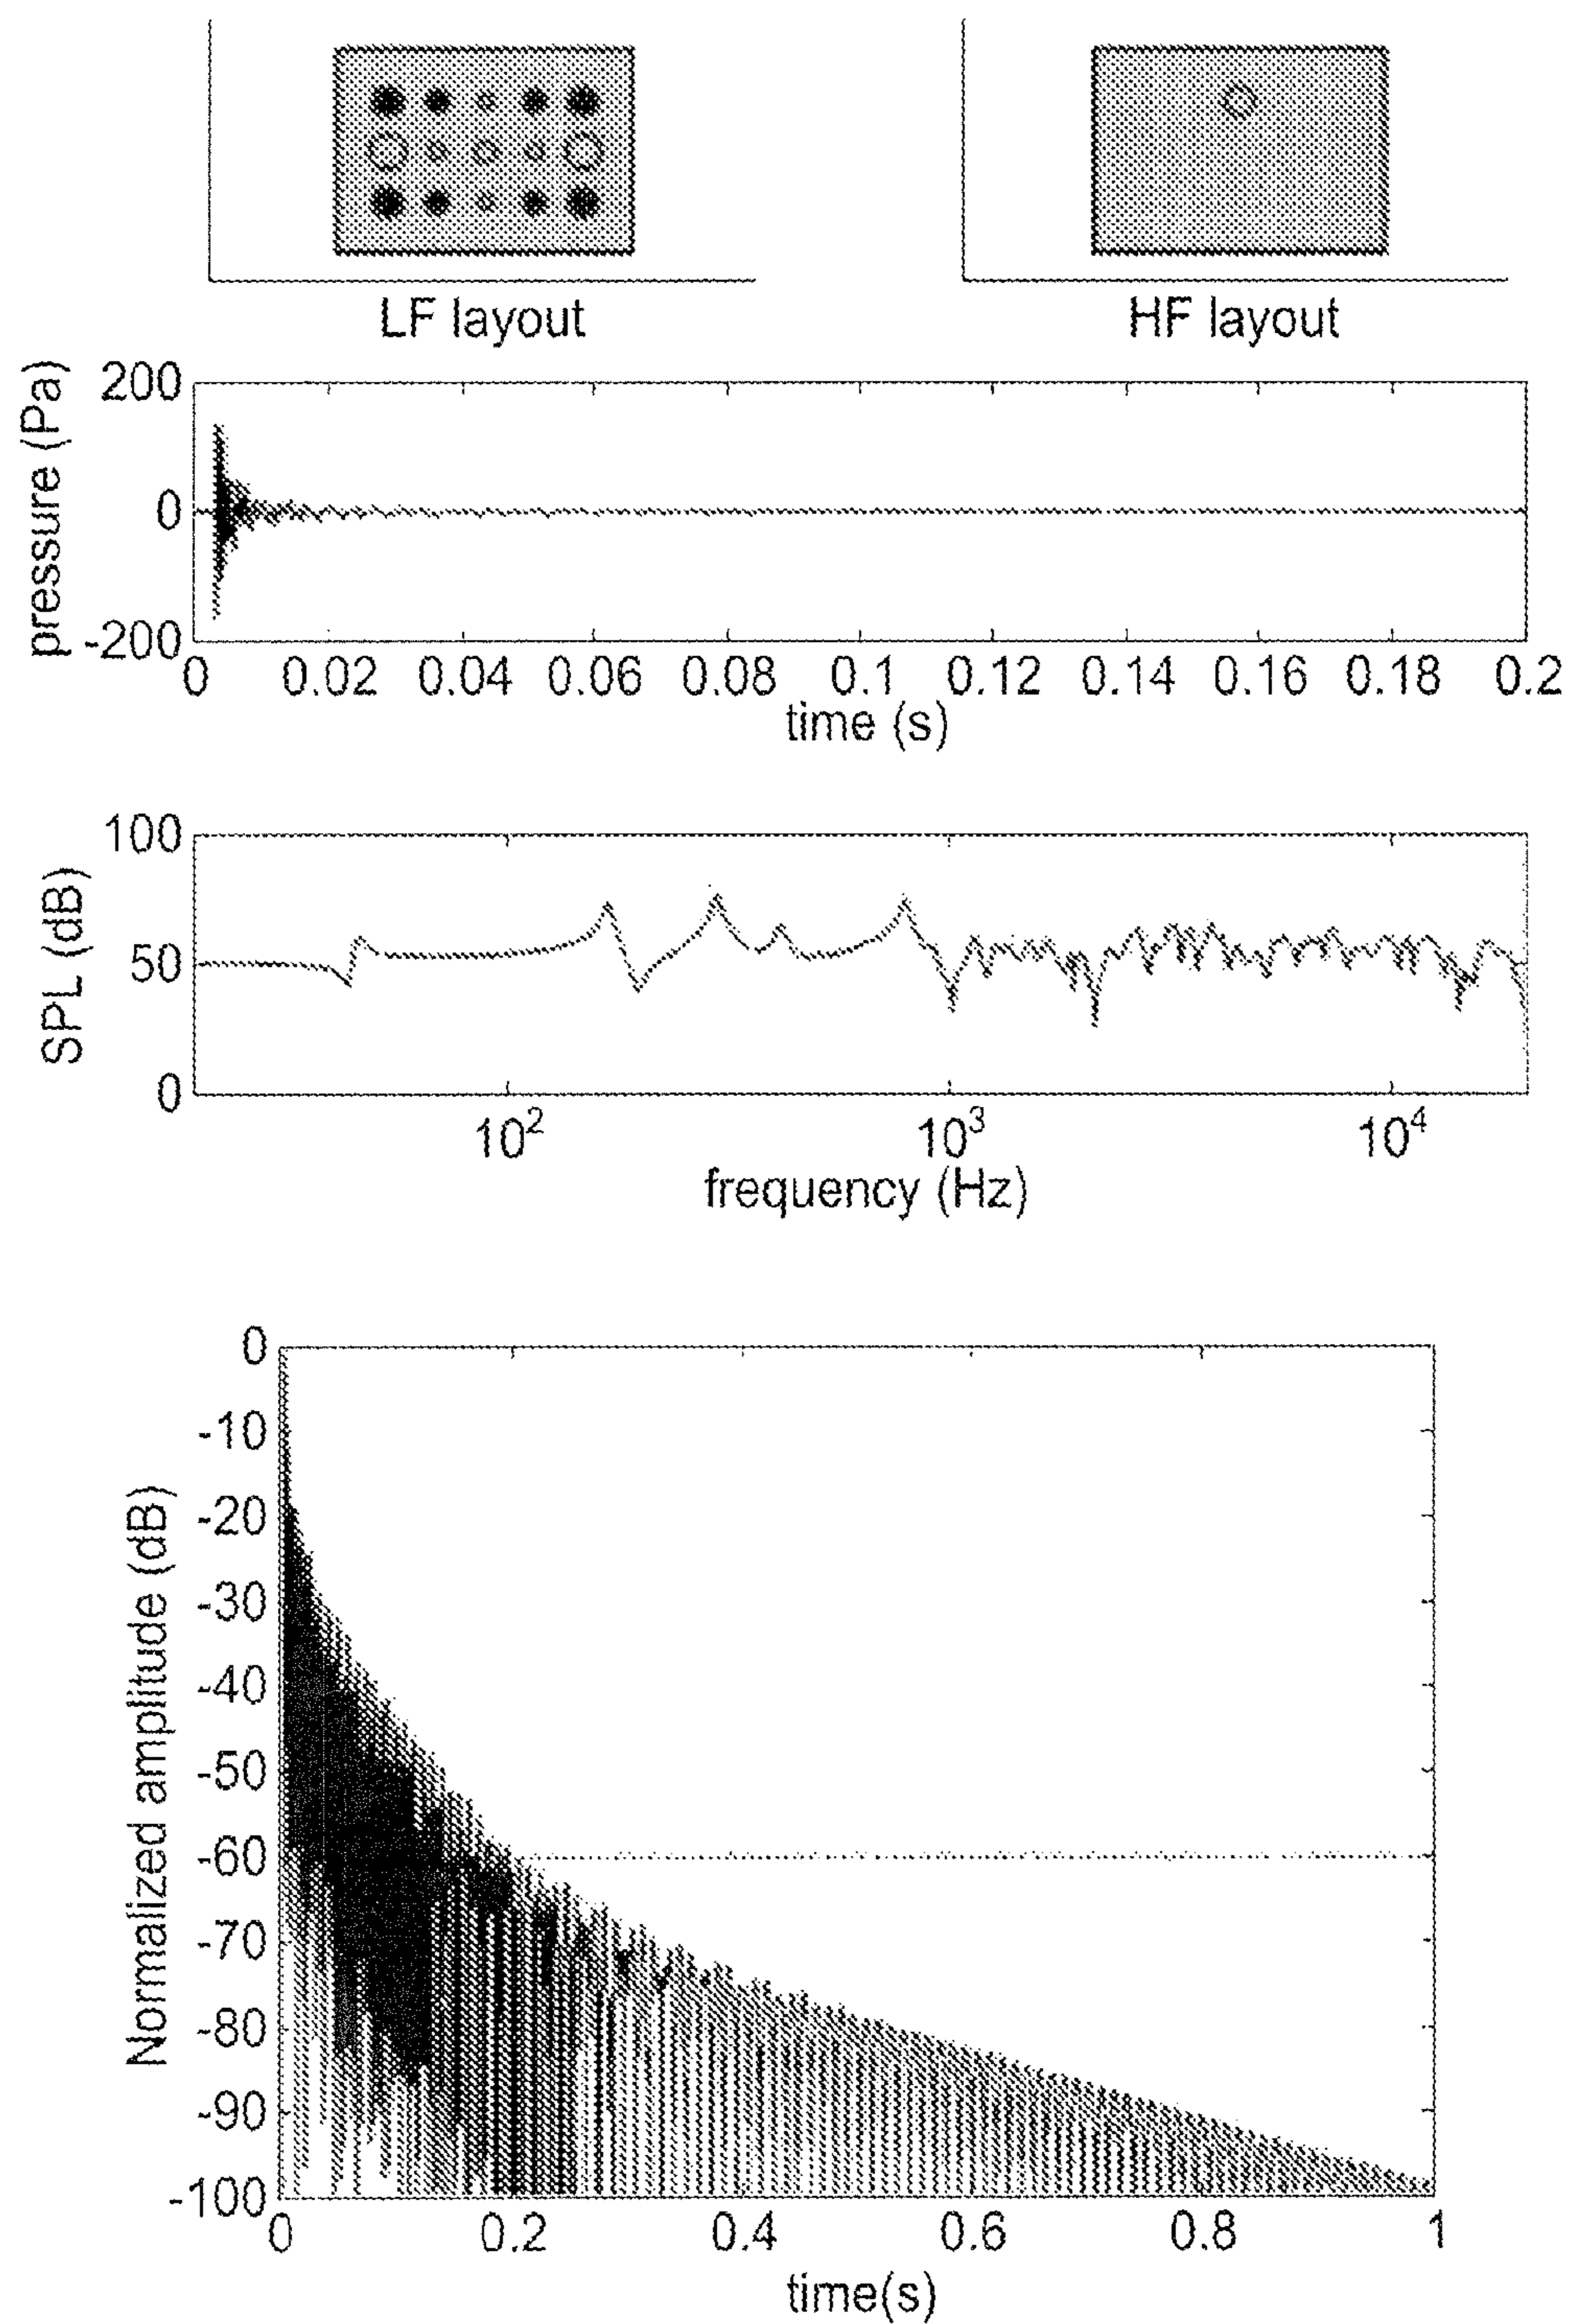 LF layout
HF layout
pressure (Pa)
200
0
-200
0 0.02 0.04 0.06 0.08 0.1 0.12 0.14 0.16 0.18 0.2
time (s)
SPL (dB)
100
50
0
10² 10³ 10⁴
frequency (Hz)
Normalized amplitude (dB)
0
-10
-20
-30
-40
-50
-60
-70
-80
-90
-100
0 0.2 0.4 0.6 0.8 1
time(s)